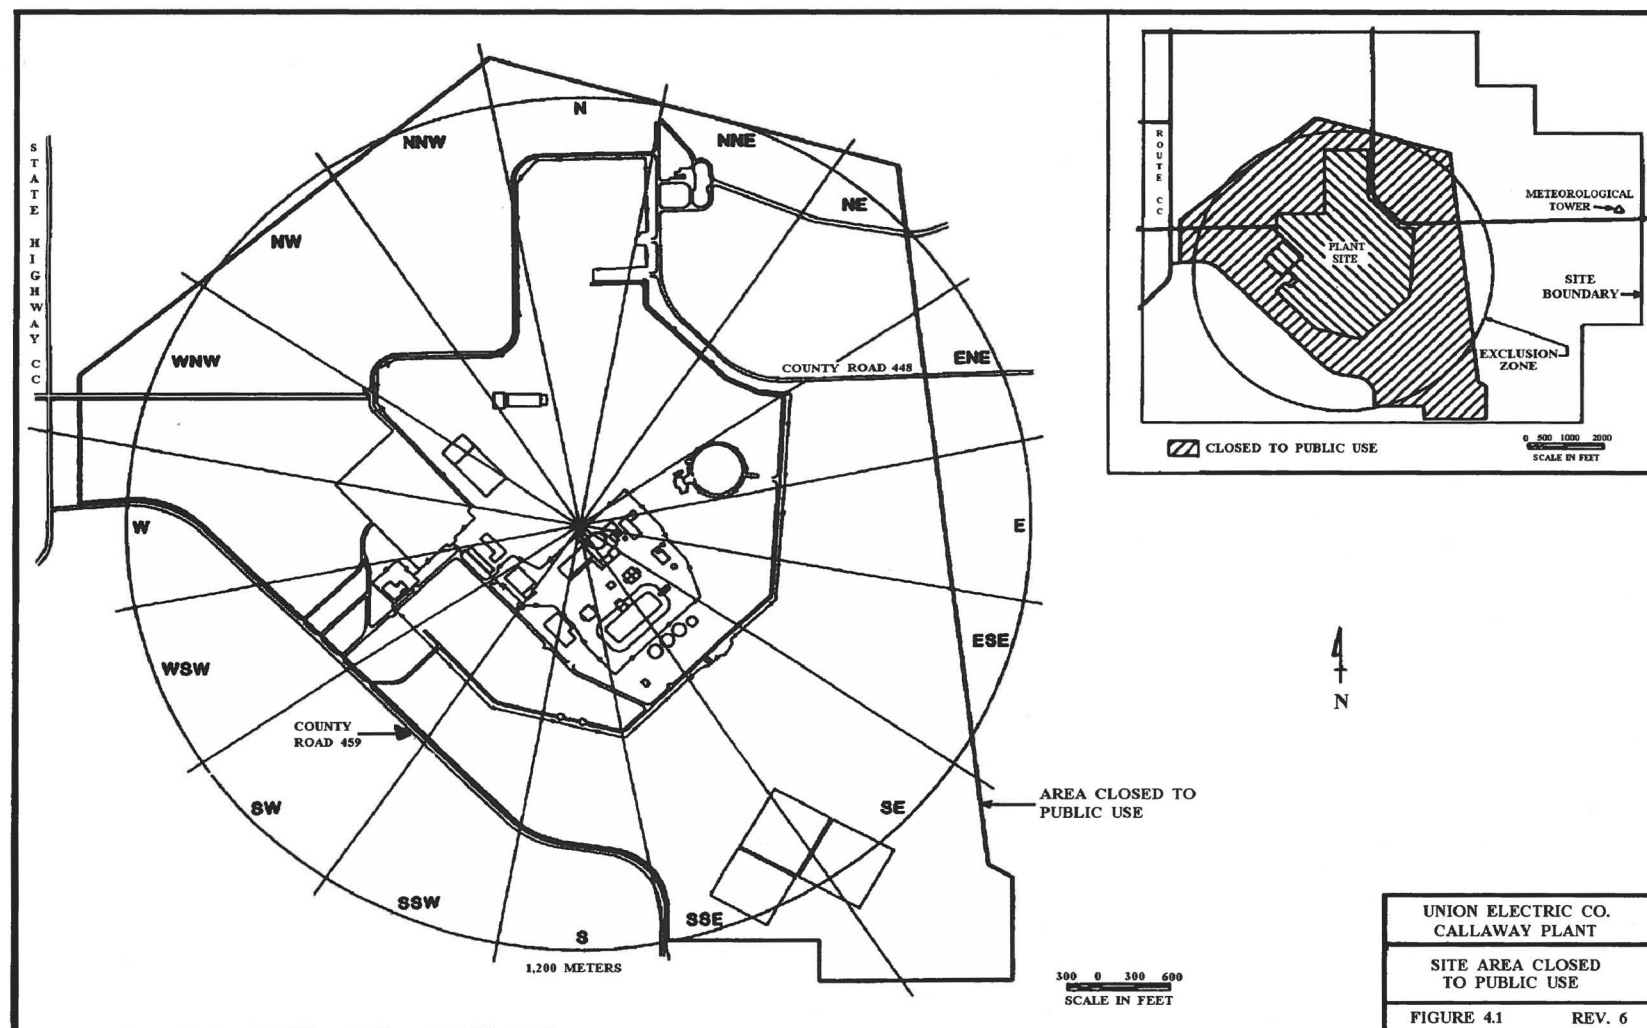 STATE HIGHWAY CC
N
NNW
NNE
NW
NE
WNW
ENE
COUNTY ROAD 448
W
E
WSW
ESE
COUNTY
ROAD 459
SW
SE
AREA CLOSED TO
PUBLIC USE
SSW
SSE
S
1,200 METERS
300 0 300 600
SCALE IN FEET
N
ROUTE CC
METEOROLOGICAL
TOWER
PLANT
SITE
SITE
BOUNDARY
EXCLUSION
ZONE
CLOSED TO PUBLIC USE
0 500 1000 2000
SCALE IN FEET
UNION ELECTRIC CO.
CALLAWAY PLANT
SITE AREA CLOSED
TO PUBLIC USE
FIGURE 4.1 REV. 6